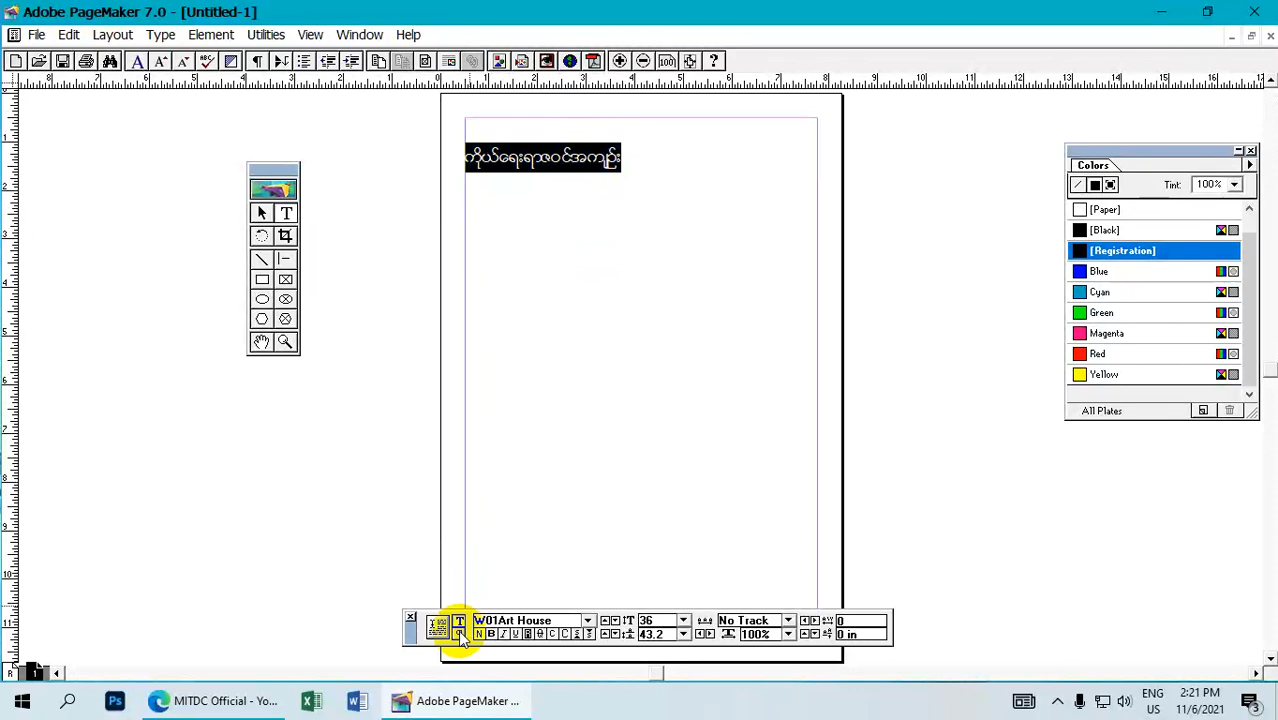 Adobe PageMaker 7.0 - [Untitled-1]
File Edit Layout Type Element Utilities View Window Help
ကိုယ်ရေးရာဇဝင်အကျဉ်း
Colors
Tint: 100%
[Paper]
[Black]
[Registration]
Blue
Cyan
Green
Magenta
Red
Yellow
All Plates
W01Art House 36 No Track 0
N B I U 43.2 100% 0 in
R 1
MITDC Official - Yo...
Adobe PageMaker ...
ENG 2:21 PM
US 11/6/2021
3